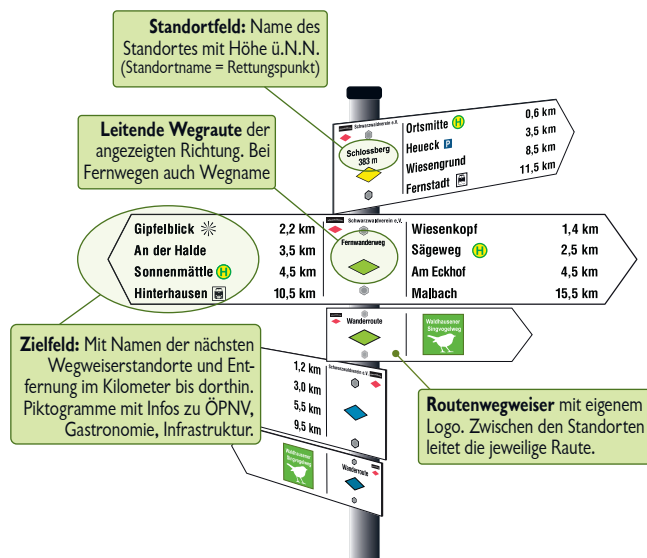 Standortfeld: Name des
Standortes mit Höhe ü.N.N.
(Standortname = Rettungspunkt)
Schwarzwaldverein e.V.
Schlossberg
383 m
Ortsmitte H 0,6 km
Heueck P 3,5 km
Wiesengrund 8,5 km
Fernstadt 11,5 km
Leitende Wegraute der
angezeigten Richtung. Bei
Fernwegen auch Wegname
Gipfelblick 2,2 km
An der Halde 3,5 km
Sonnenmättle H 4,5 km
Hinterhausen 10,5 km
Schwarzwaldverein e.V.
Fernwanderweg
Wiesenkopf 1,4 km
Sägeweg H 2,5 km
Am Eckhof 4,5 km
Malbach 15,5 km
Wanderroute
Waldhausener
Singvogelweg
Zielfeld: Mit Namen der nächsten
Wegweiserstandorte und Ent-
fernung im Kilometer bis dorthin.
Piktogramme mit Infos zu ÖPNV,
Gastronomie, Infrastruktur.
1,2 km
3,0 km
5,5 km
9,5 km
Schwarzwaldverein e.V.
Routenwegweiser mit eigenem
Logo. Zwischen den Standorten
leitet die jeweilige Raute.
Waldhausener
Singvogelweg
Wanderroute